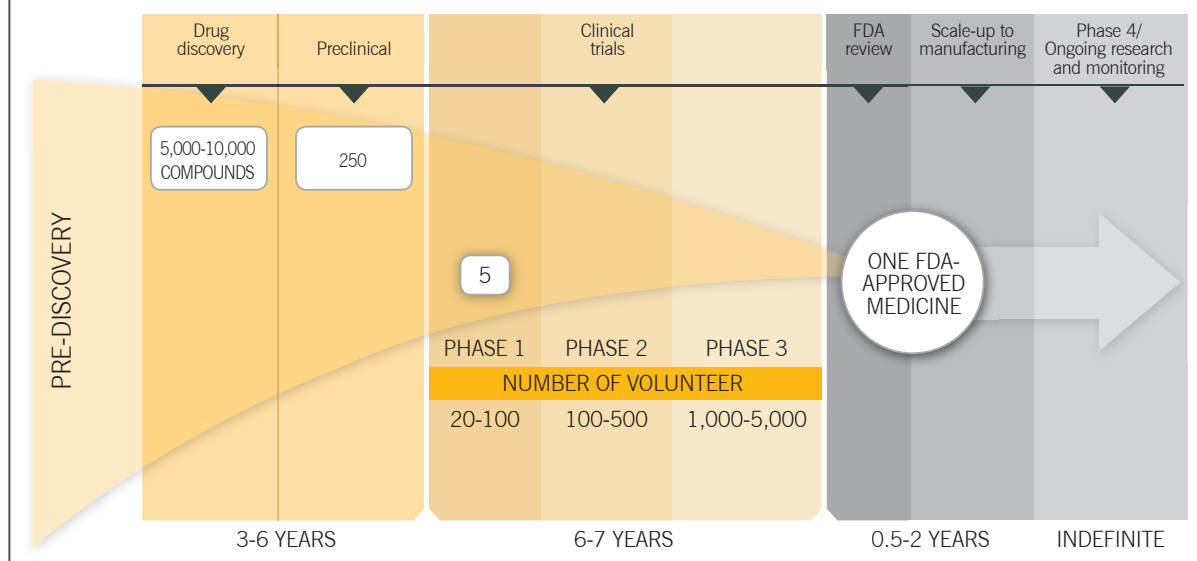 Drug
discovery
Preclinical
Clinical
trials
FDA
review
Scale-up to
manufacturing
Phase 4/
Ongoing research
and monitoring
PRE-DISCOVERY
5,000-10,000
COMPOUNDS
250
5
ONE FDA-
APPROVED
MEDICINE
PHASE 1
PHASE 2
PHASE 3
NUMBER OF VOLUNTEER
20-100
100-500
1,000-5,000
3-6 YEARS
6-7 YEARS
0.5-2 YEARS
INDEFINITE